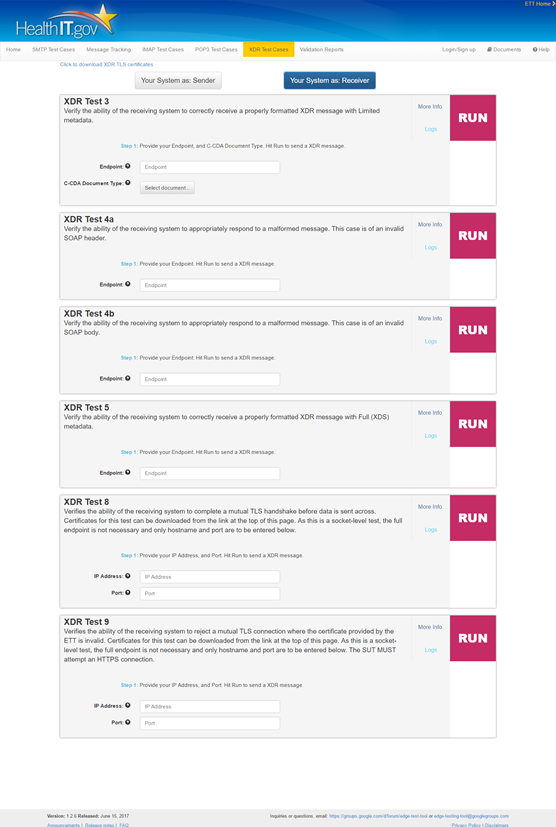 ETT Home
HealthIT.gov
Home SMTP Test Cases Message Tracking IMAP Test Cases POP3 Test Cases XDR Test Cases Validation Reports Login/Sign up Documents Help
Click to download XDR TLS certificates
Your System as: Sender Your System as: Receiver
XDR Test 3
Verify the ability of the receiving system to correctly receive a properly formatted XDR message with Limited
metadata.
More Info.
Logs
RUN
Step 1: Provide your Endpoint, and C-CDA Document Type. Hit Run to send a XDR message.
Endpoint: Endpoint
C-CDA Document Type: Select document...
XDR Test 4a
Verify the ability of the receiving system to appropriately respond to a malformed message. This case is of an invalid
SOAP header.
More Info.
Logs
RUN
Step 1: Provide your Endpoint. Hit Run to send a XDR message.
Endpoint: Endpoint
XDR Test 4b
Verify the ability of the receiving system to appropriately respond to a malformed message. This case is of an invalid
SOAP body.
More Info.
Logs
RUN
Step 1: Provide your Endpoint. Hit Run to send a XDR message.
Endpoint: Endpoint
XDR Test 5
Verify the ability of the receiving system to correctly receive a properly formatted XDR message with Full (XDS)
metadata.
More Info.
Logs
RUN
Step 1: Provide your Endpoint. Hit Run to send a XDR message.
Endpoint: Endpoint
XDR Test 8
Verifies the ability of the receiving system to complete a mutual TLS handshake before data is sent across.
Certificates for this test can be downloaded from the link at the top of this page. As this is a socket-level test, the full
endpoint is not necessary and only hostname and port are to be entered below.
More Info.
Logs
RUN
Step 1: Provide your IP Address, and Port. Hit Run to send a XDR message.
IP Address: IP Address
Port: Port
XDR Test 9
Verifies the ability of the receiving system to reject a mutual TLS connection where the certificate provided by the
ETT is invalid. Certificates for this test can be downloaded from the link at the top of this page. As this is a socket-
level test, the full endpoint is not necessary and only hostname and port are to be entered below. The SUT MUST
attempt an HTTPS connection.
More Info.
Logs
RUN
Step 1: Provide your IP Address, and Port. Hit Run to send a XDR message.
IP Address: IP Address
Port: Port
Version: 1.2.6 Released: June 15, 2017 Inquiries or questions, email: https://groups.google.com/d/forum/edge-test-tool or edge-testing-tool@googlegroups.com
Announcements | Release notes | FAQ Privacy Policy | Disclaimers